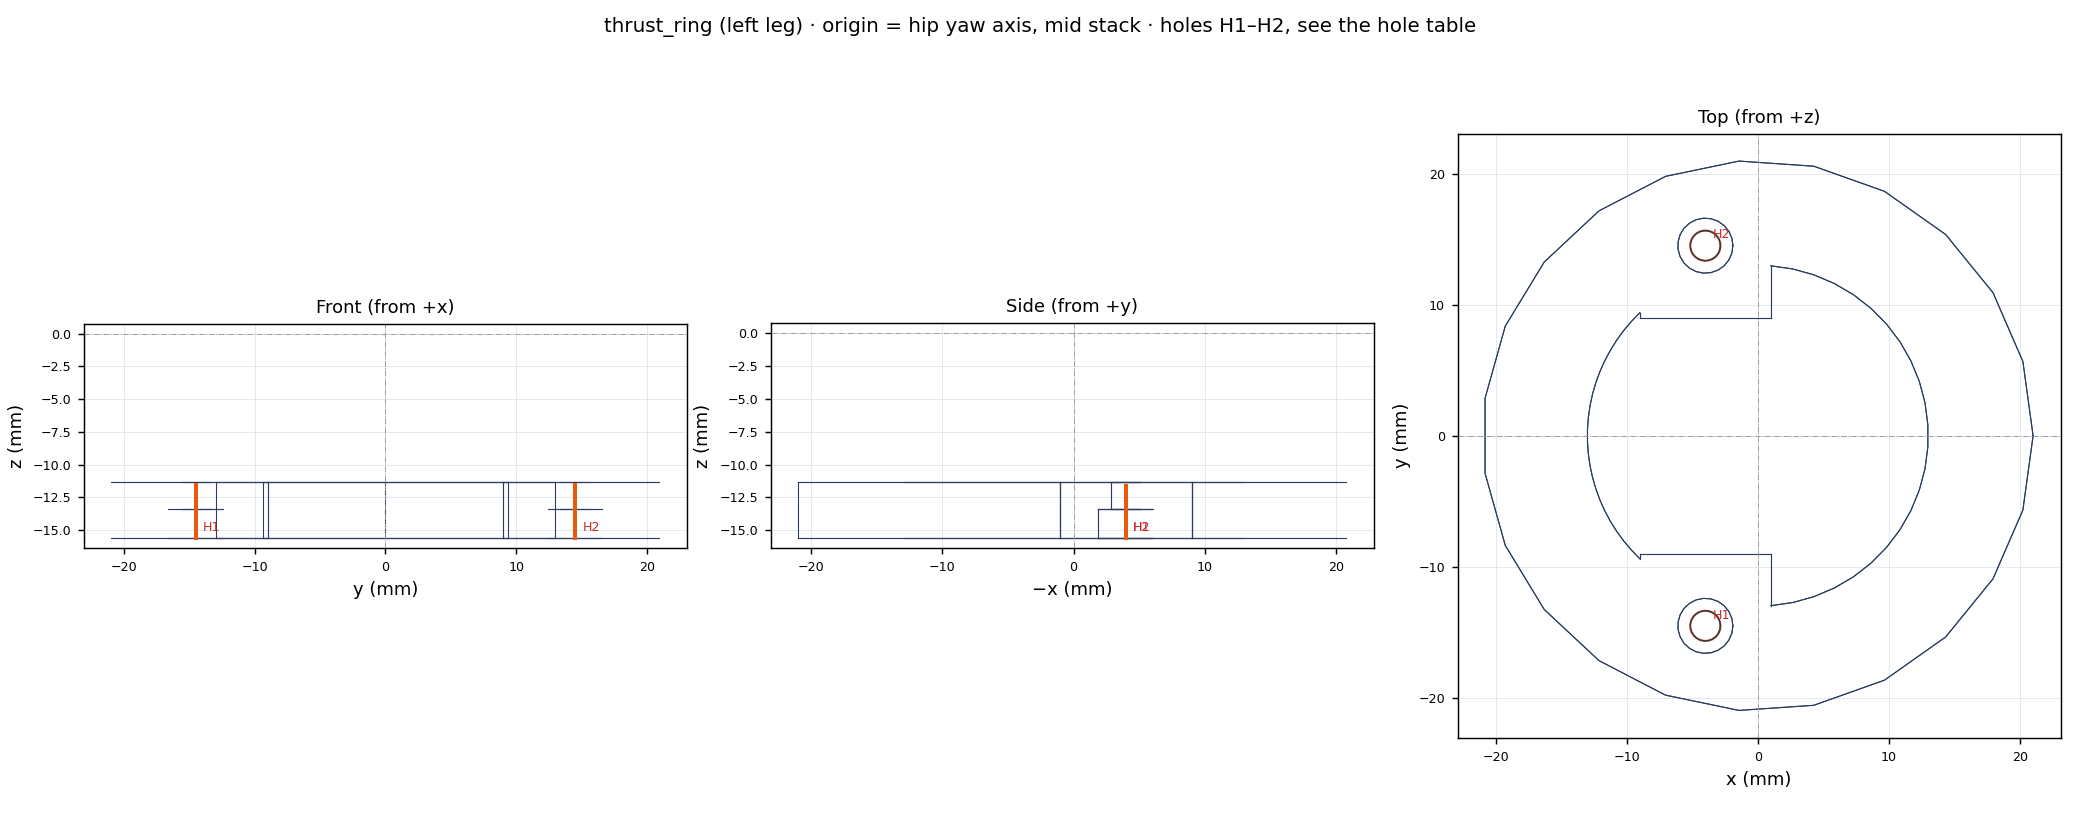 thrust_ring (left leg) · origin = hip yaw axis, mid stack · holes H1–H2, see the hole table
Front (from +x)
z (mm)
0.0
−2.5
−5.0
−7.5
−10.0
−12.5
−15.0
H1
H2
−20
−10
0
10
20
y (mm)
Side (from +y)
z (mm)
0.0
−2.5
−5.0
−7.5
−10.0
−12.5
−15.0
−20
−10
0
10
20
−x (mm)
Top (from +z)
y (mm)
20
10
0
−10
−20
H2
H1
−20
−10
0
10
20
x (mm)